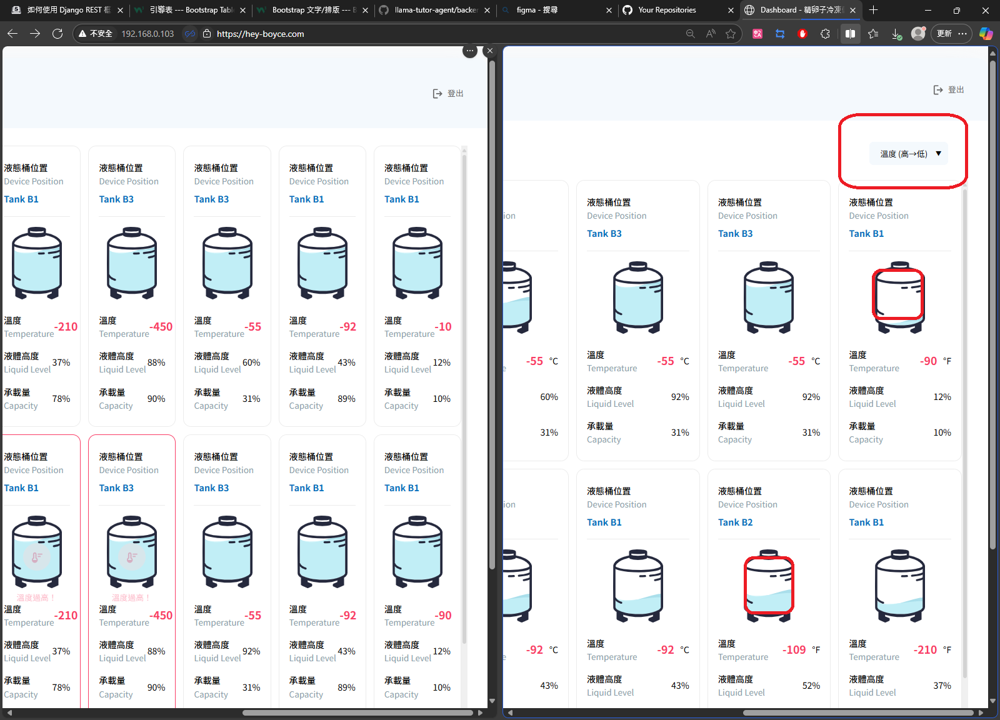 如何使用 Django REST 框
引導表 --- Bootstrap Table
Bootstrap 文字/排版 --- B
llama-tutor-agent/backen
figma - 搜尋
Your Repositories
Dashboard - 豬卵子冷凍
不安全
192.168.0.103
https://hey-boyce.com
更新
登出
液態桶位置
Device Position
Tank B1
溫度
Temperature
-210
液體高度
Liquid Level
37%
承載量
Capacity
78%
液態桶位置
Device Position
Tank B3
溫度
Temperature
-450
液體高度
Liquid Level
88%
承載量
Capacity
90%
液態桶位置
Device Position
Tank B3
溫度
Temperature
-55
液體高度
Liquid Level
60%
承載量
Capacity
31%
液態桶位置
Device Position
Tank B1
溫度
Temperature
-92
液體高度
Liquid Level
43%
承載量
Capacity
89%
液態桶位置
Device Position
Tank B1
溫度
Temperature
-10
液體高度
Liquid Level
12%
承載量
Capacity
10%
液態桶位置
Device Position
Tank B1
溫度過高！
溫度
Temperature
-210
液體高度
Liquid Level
37%
承載量
Capacity
78%
液態桶位置
Device Position
Tank B3
溫度過高！
溫度
Temperature
-450
液體高度
Liquid Level
88%
承載量
Capacity
90%
液態桶位置
Device Position
Tank B3
溫度
Temperature
-55
液體高度
Liquid Level
92%
承載量
Capacity
31%
液態桶位置
Device Position
Tank B1
溫度
Temperature
-92
液體高度
Liquid Level
43%
承載量
Capacity
89%
液態桶位置
Device Position
Tank B1
溫度
Temperature
-90
液體高度
Liquid Level
12%
承載量
Capacity
10%
登出
溫度 (高→低) ▼
ion
e
-55 °C
60%
31%
液態桶位置
Device Position
Tank B3
溫度
Temperature
-55 °C
液體高度
Liquid Level
92%
承載量
Capacity
31%
液態桶位置
Device Position
Tank B3
溫度
Temperature
-55 °C
液體高度
Liquid Level
92%
承載量
Capacity
31%
液態桶位置
Device Position
Tank B1
溫度
Temperature
-90 °F
液體高度
Liquid Level
12%
承載量
Capacity
10%
ion
e
-92 °C
43%
液態桶位置
Device Position
Tank B1
溫度
Temperature
-92 °C
液體高度
Liquid Level
43%
液態桶位置
Device Position
Tank B2
溫度
Temperature
-109 °F
液體高度
Liquid Level
52%
液態桶位置
Device Position
Tank B1
溫度
Temperature
-210 °F
液體高度
Liquid Level
37%